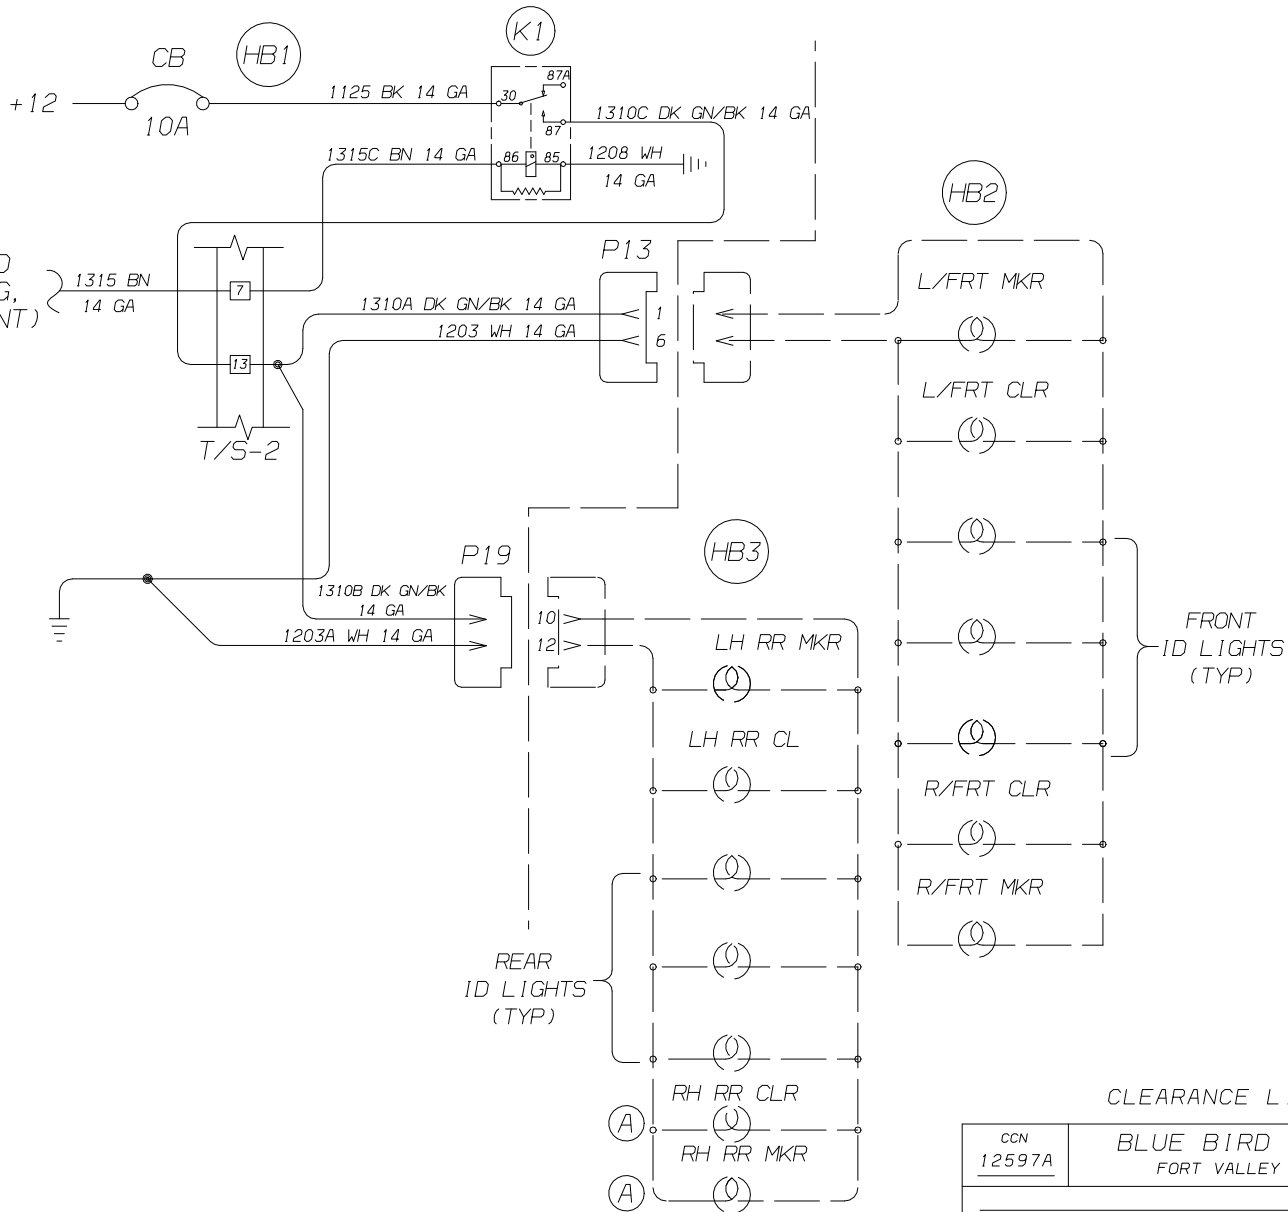 K1
CB
HB1
87A
+12
1125 BK 14 GA
30
1310C DK GN/BK 14 GA
10A
87
1315C BN 14 GA
86
85
1208 WH
14 GA
HB2
P13
1315 BN
7
L/FRT MKR
14 GA
NT)
1310A DK GN/BK 14 GA
1
1203 WH 14 GA
6
13
L/FRT CLR
T/S-2
HB3
P19
1310B DK GN/BK
14 GA
10
1203A WH 14 GA
12
LH RR MKR
FRONT
ID LIGHTS
(TYP)
LH RR CL
R/FRT CLR
R/FRT MKR
REAR
ID LIGHTS
(TYP)
RH RR CLR
CLEARANCE L
A
RH RR MKR
CCN
12597A
BLUE BIRD
FORT VALLEY
A